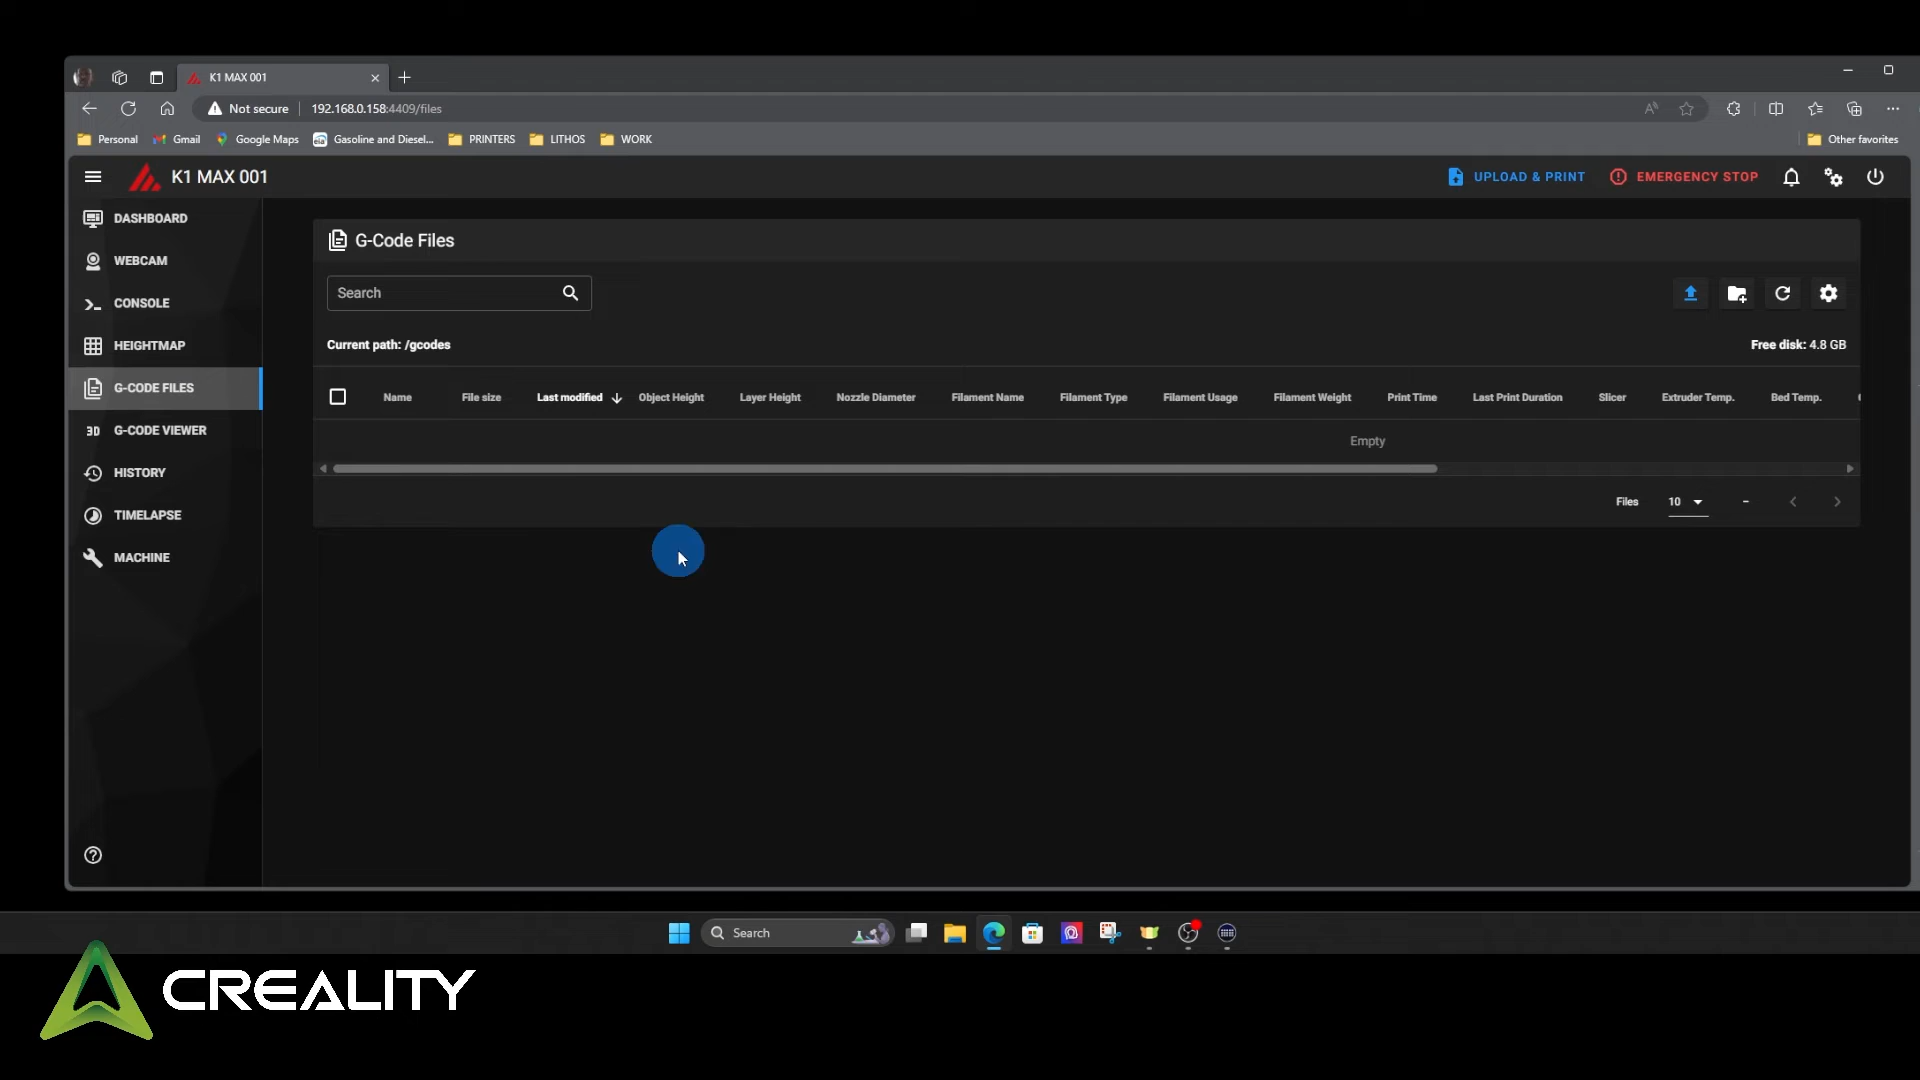 K1 MAX 001
Not secure 192.168.0.158:4409/files
Personal Gmail Google Maps Gasoline and Diesel... PRINTERS LITHOS WORK Other favorites
K1 MAX 001 UPLOAD & PRINT EMERGENCY STOP
DASHBOARD
WEBCAM
CONSOLE
HEIGHTMAP
G-CODE FILES
3D G-CODE VIEWER
HISTORY
TIMELAPSE
MACHINE
G-Code Files
Search
Current path: /gcodes Free disk: 4.8 GB
Name File size Last modified Object Height Layer Height Nozzle Diameter Filament Name Filament Type Filament Usage Filament Weight Print Time Last Print Duration Slicer Extruder Temp. Bed Temp.
Empty
Files 10 -
Search
CREALITY